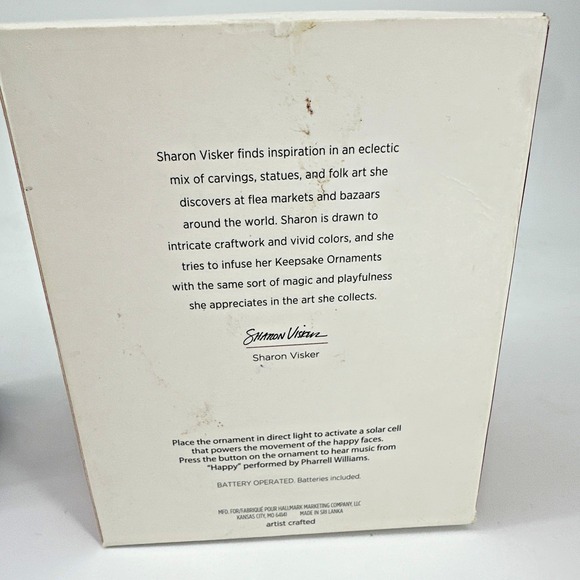 Sharon Visker finds inspiration in an eclectic
mix of carvings, statues, and folk art she
discovers at flea markets and bazaars
around the world. Sharon is drawn to
intricate craftwork and vivid colors, and she
tries to infuse her Keepsake Ornaments
with the same sort of magic and playfulness
she appreciates in the art she collects.
SHARON VISKER
Sharon Visker
Place the ornament in direct light to activate a solar cell
that powers the movement of the happy faces.
Press the button on the ornament to hear music from
"Happy" performed by Pharrell Williams.
BATTERY OPERATED. Batteries included.
MFD. FOR/FABRIQUÉ POUR HALLMARK MARKETING COMPANY, LLC
KANSAS CITY, MO 64141 MADE IN SRI LANKA
artist crafted